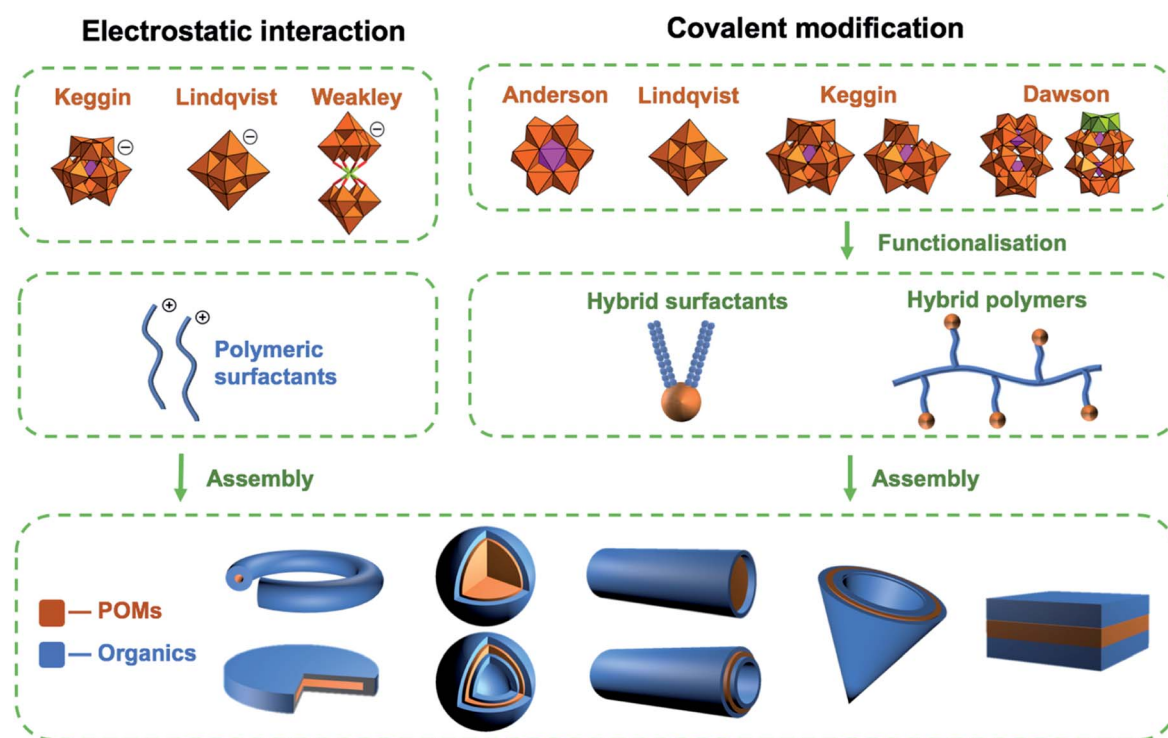 Electrostatic interaction
Covalent modification
Keggin
Lindqvist
Weakley
⊖
⊖
⊖
Anderson
Lindqvist
Keggin
Dawson
Functionalisation
⊕
⊕
Polymeric
surfactants
Hybrid surfactants
Hybrid polymers
Assembly
Assembly
— POMs
— Organics